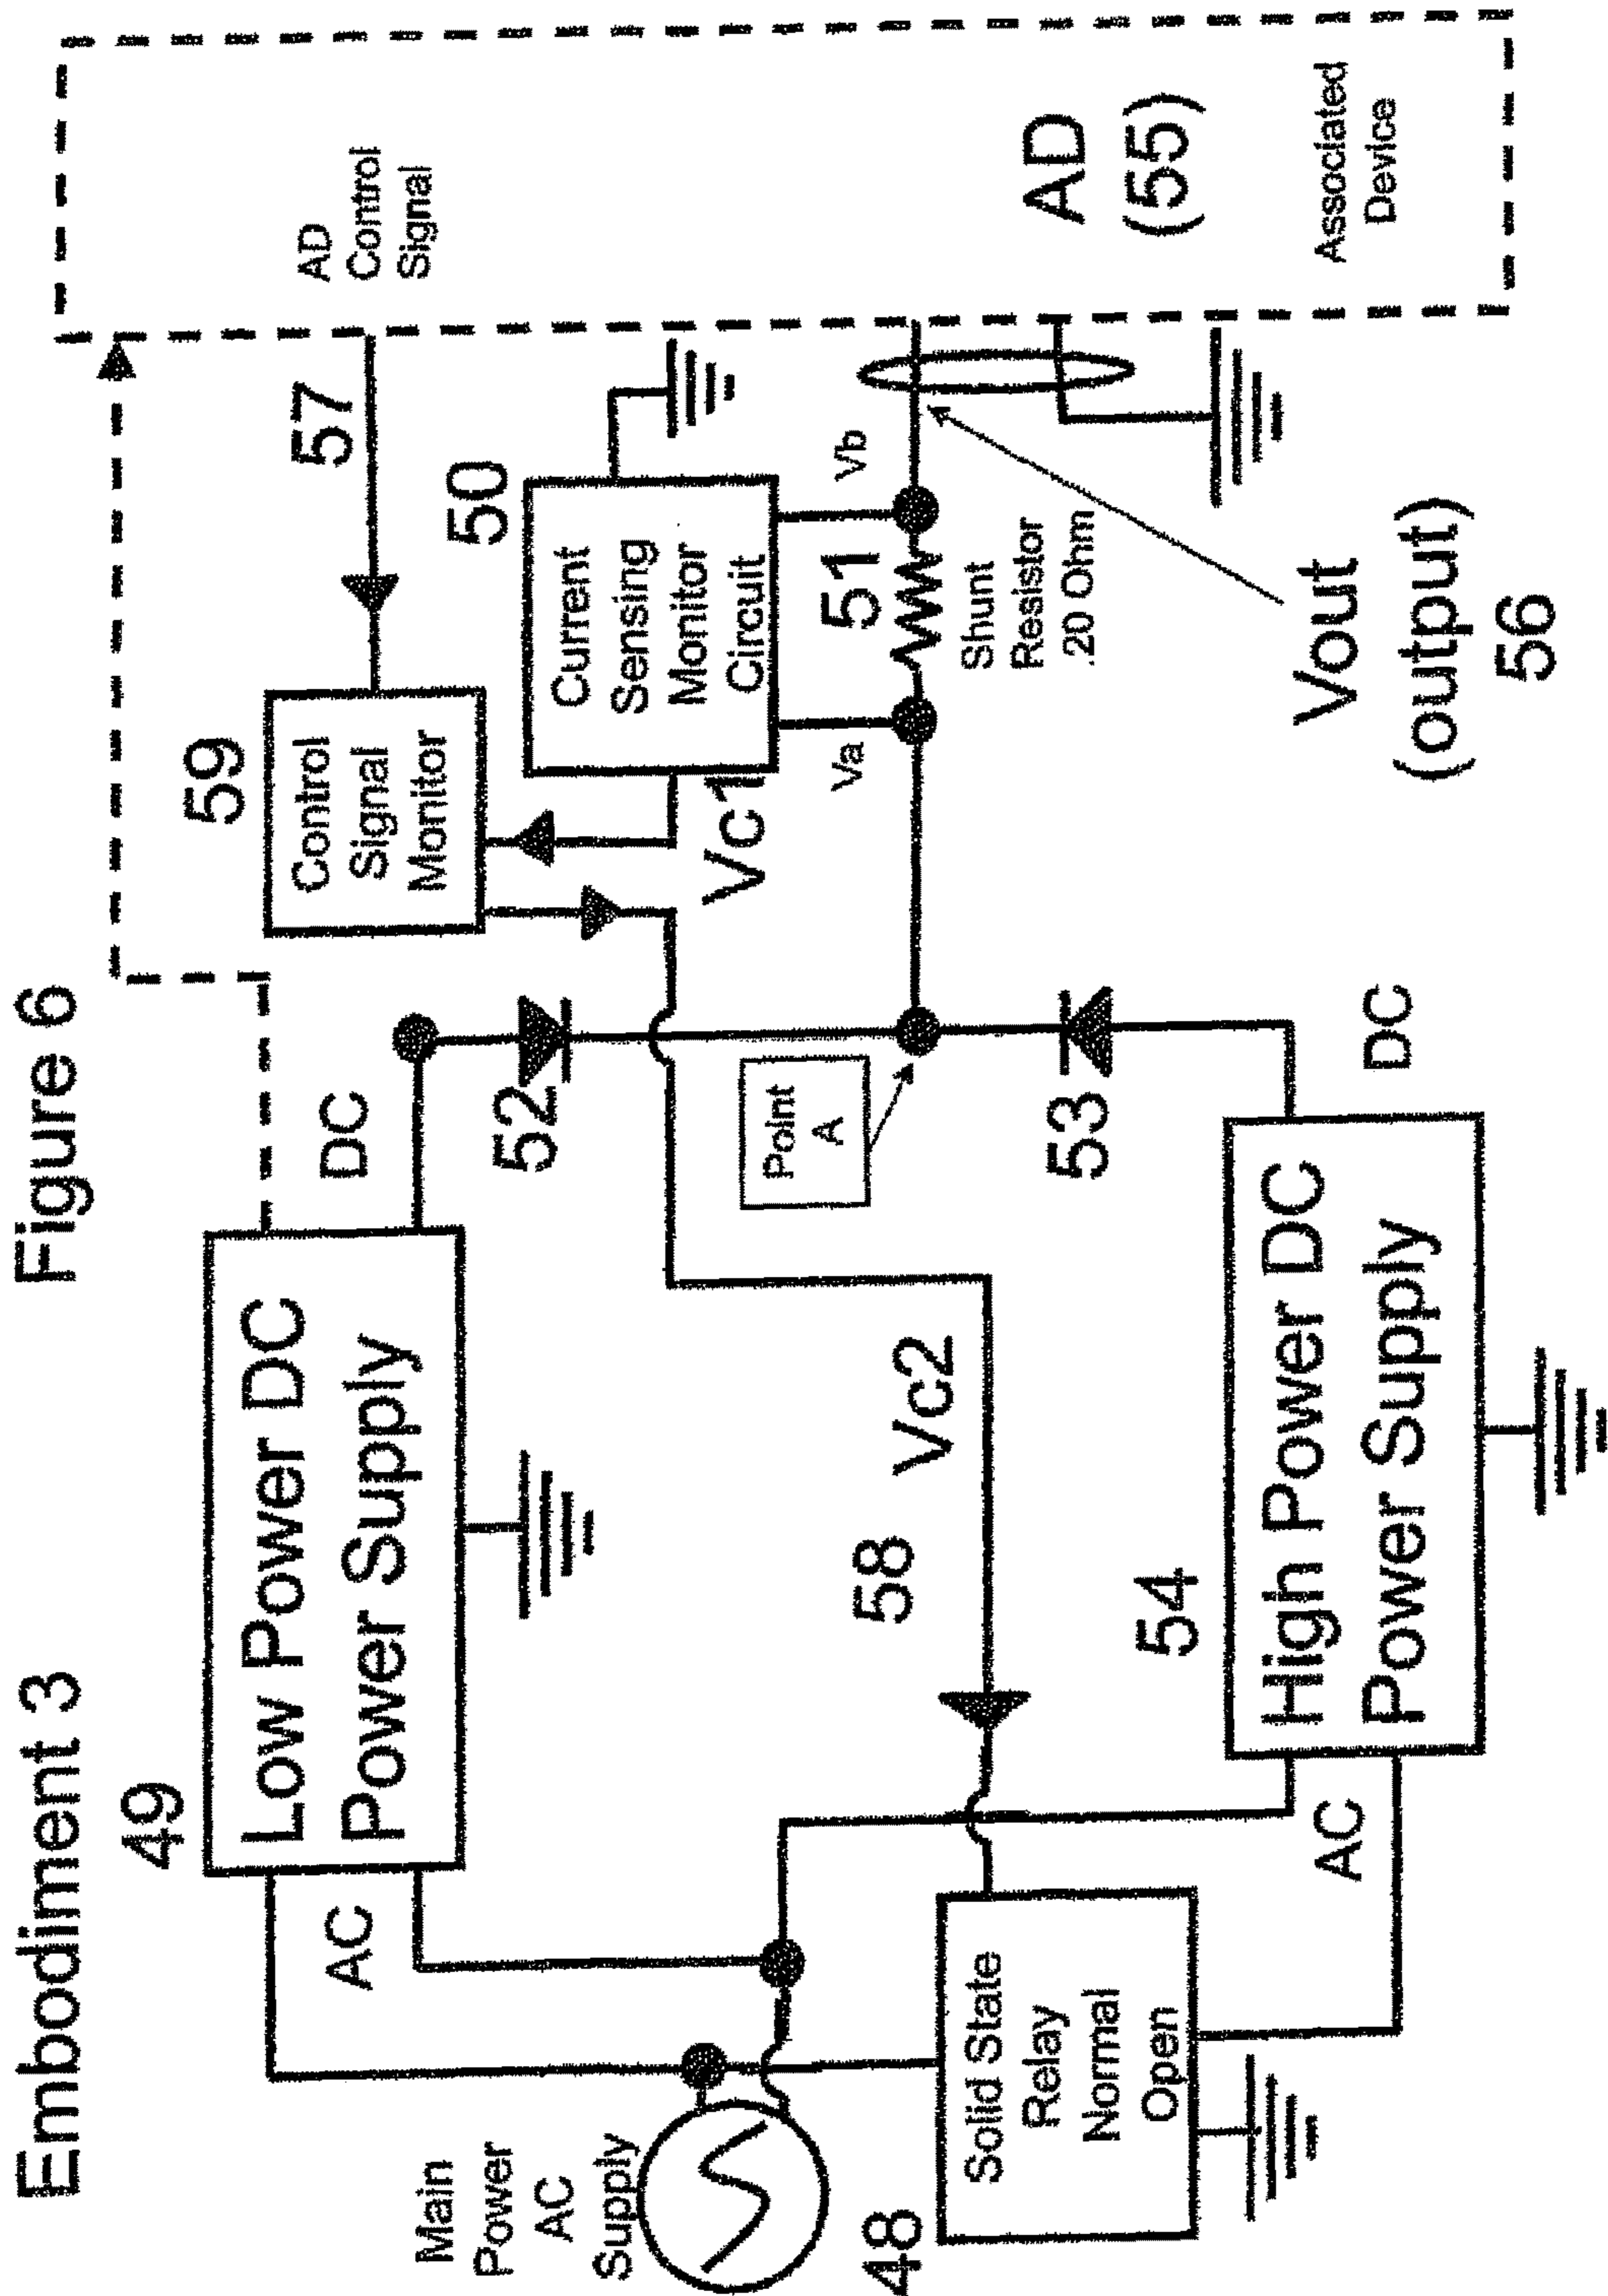 Embodiment 3
Figure 6
49
Low Power DC
Power Supply
AC
DC
Main
Power
AC
Supply
48
Solid State
Relay
Normal
Open
58
Vc2
54
High Power DC
Power Supply
AC
DC
52
53
Point
A
59
Control
Signal
Monitor
57
AD
Control
Signal
50
Current
Sensing
Monitor
Circuit
Vc1
Va
Vb
51
Shunt
Resistor
.20 Ohm
Vout
(output)
56
AD
(55)
Associated
Device